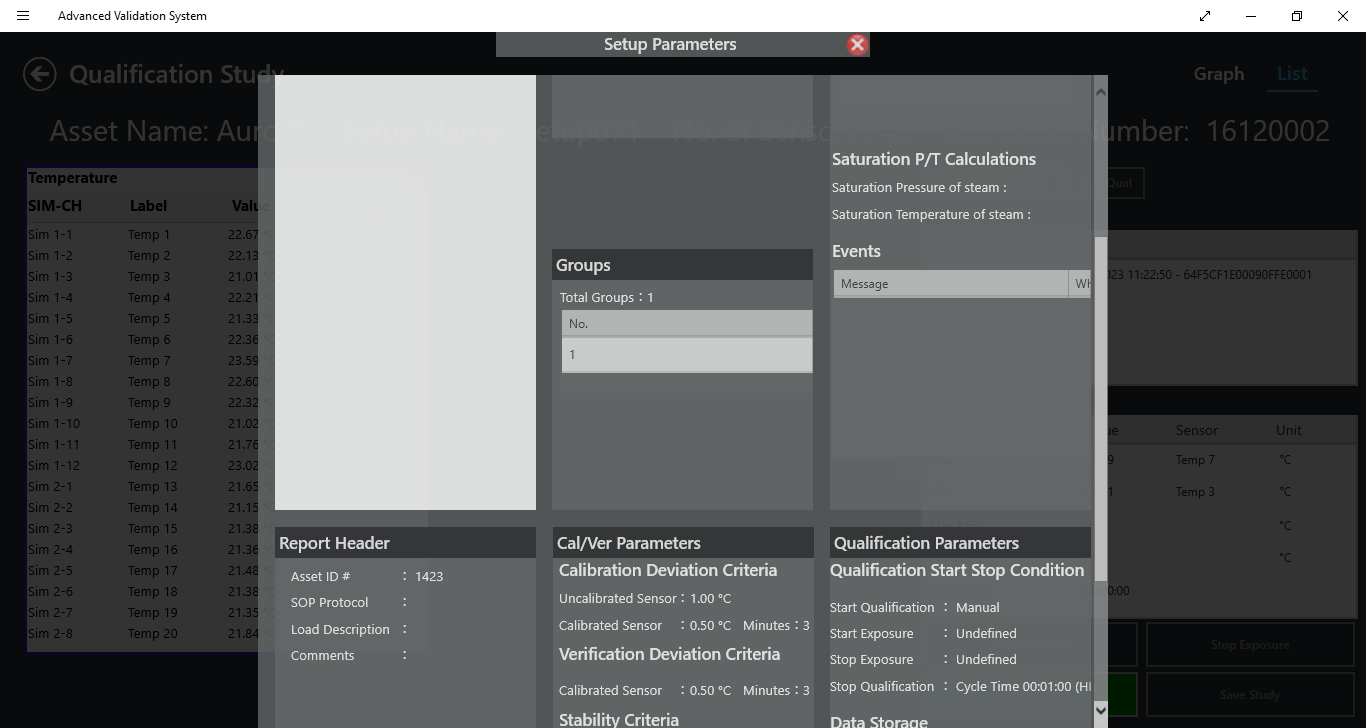 Advanced Validation System
Setup Parameters
Qualification Study
Graph List
Asset Name: Auro71 Setup Name: setup071 No. of Senso
umber: 16120002
Temperature
SIM-CH Label Value
Sim 1-1 Temp 1 22.67 °C
Sim 1-2 Temp 2 22.13 °C
Sim 1-3 Temp 3 21.01 °C
Sim 1-4 Temp 4 22.21 °C
Sim 1-5 Temp 5 21.33 °C
Sim 1-6 Temp 6 22.36 °C
Sim 1-7 Temp 7 23.59 °C
Sim 1-8 Temp 8 22.60 °C
Sim 1-9 Temp 9 22.32 °C
Sim 1-10 Temp 10 21.02 °C
Sim 1-11 Temp 11 21.76 °C
Sim 1-12 Temp 12 23.02 °C
Sim 2-1 Temp 13 21.65 °C
Sim 2-2 Temp 14 21.15 °C
Sim 2-3 Temp 15 21.38 °C
Sim 2-4 Temp 16 21.36 °C
Sim 2-5 Temp 17 21.48 °C
Sim 2-6 Temp 18 21.38 °C
Sim 2-7 Temp 19 21.35 °C
Sim 2-8 Temp 20 21.84 °C
Groups
Total Groups : 1
No.
1
Saturation P/T Calculations
Saturation Pressure of steam :
Saturation Temperature of steam :
Events
Message Wh
Qual
023 11:22:50 - 64F5CF1E00090FFE0001
ue Sensor Unit
9 Temp 7 °C
1 Temp 3 °C
°C
°C
0:00
Stop Exposure
Save Study
Report Header
Asset ID # : 1423
SOP Protocol :
Load Description :
Comments :
Cal/Ver Parameters
Calibration Deviation Criteria
Uncalibrated Sensor : 1.00 °C
Calibrated Sensor : 0.50 °C Minutes : 3
Verification Deviation Criteria
Calibrated Sensor : 0.50 °C Minutes : 3
Stability Criteria
Qualification Parameters
Qualification Start Stop Condition
Start Qualification : Manual
Start Exposure : Undefined
Stop Exposure : Undefined
Stop Qualification : Cycle Time 00:01:00 (H
Data Storage